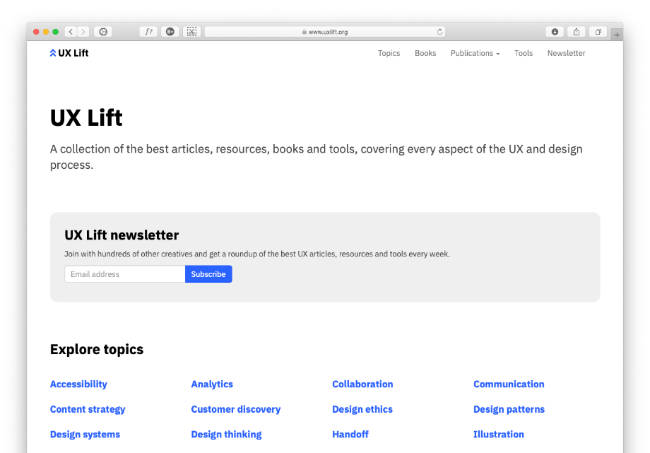 www.uxlift.org
UX Lift
Topics Books Publications Tools Newsletter
UX Lift
A collection of the best articles, resources, books and tools, covering every aspect of the UX and design
process.
UX Lift newsletter
Join with hundreds of other creatives and get a roundup of the best UX articles, resources and tools every week.
Email address Subscribe
Explore topics
Accessibility Analytics Collaboration Communication
Content strategy Customer discovery Design ethics Design patterns
Design systems Design thinking Handoff Illustration